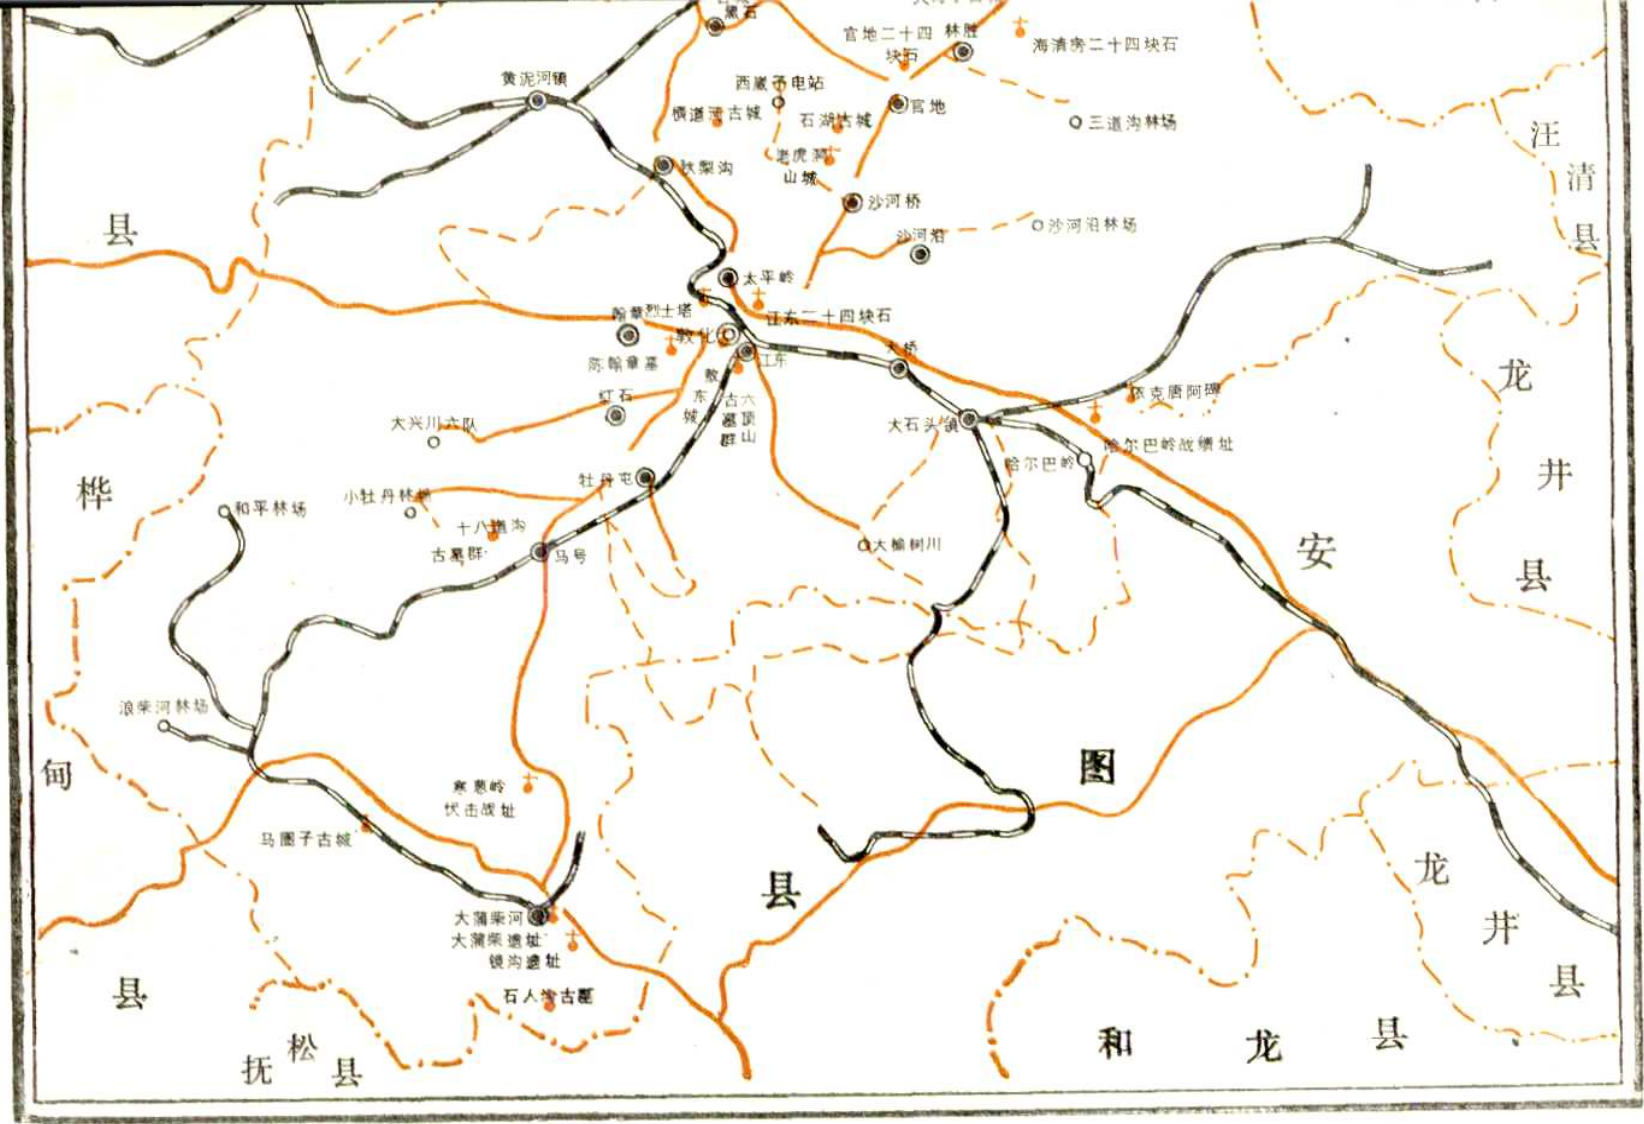 黑石
官地二十四
块石
林胜
海清房二十四块石
黄泥河镇
西崴子电站
横道河古城
石湖古城
官地
三道沟林场
汪
清
县
老虎洞
山城
秋梨沟
沙河桥
沙河沿
沙河沿林场
县
太平岭
翰章烈士塔
江东二十四块石
敦化
江东
大桥
陈翰章墓
敖
东
城
六顶山
古墓群
红石
大兴川六队
大石头镇
依克唐阿碑
哈尔巴岭战绩址
哈尔巴岭
龙
井
县
桦
甸
县
牡丹屯
小牡丹林场
和平林场
十八道沟
古墓群
马号
大榆树川
安
图
县
浪柴河林场
寒葱岭
伏击战址
马圈子古城
大蒲柴河
大蒲柴遗址
镜沟遗址
石人沟古墓
抚
松
县
和
龙
县
龙
井
县